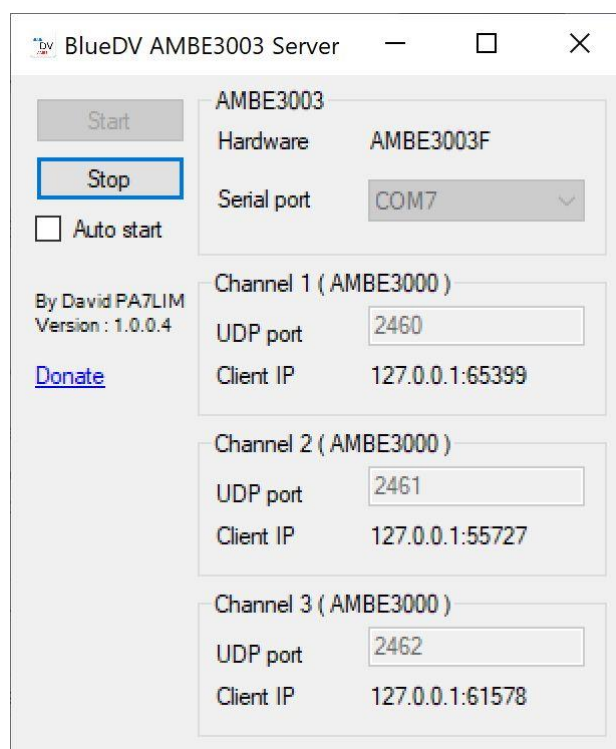 BlueDV AMBE3003 Server
Start
Stop
Auto start
By David PA7LIM
Version : 1.0.0.4
Donate
AMBE3003
Hardware AMBE3003F
Serial port COM7
Channel 1 ( AMBE3000 )
UDP port 2460
Client IP 127.0.0.1:65399
Channel 2 ( AMBE3000 )
UDP port 2461
Client IP 127.0.0.1:55727
Channel 3 ( AMBE3000 )
UDP port 2462
Client IP 127.0.0.1:61578